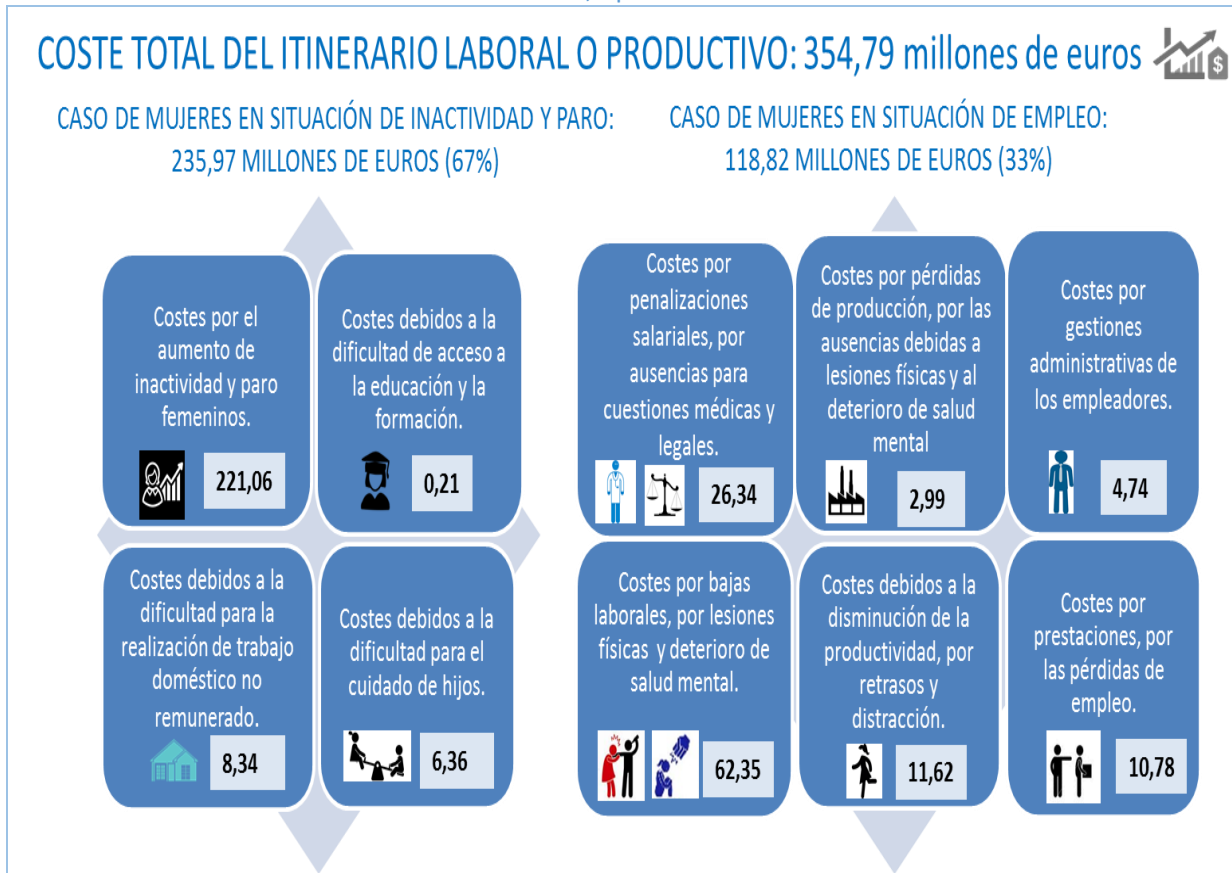 COSTE TOTAL DEL ITINERARIO LABORAL O PRODUCTIVO: 354,79 millones de euros
$
CASO DE MUJERES EN SITUACIÓN DE INACTIVIDAD Y PARO:
235,97 MILLONES DE EUROS (67%)
CASO DE MUJERES EN SITUACIÓN DE EMPLEO:
118,82 MILLONES DE EUROS (33%)
Costes por el
aumento de
inactividad y paro
femeninos.
221,06
Costes debidos a la
dificultad de acceso a
la educación y la
formación.
0,21
Costes debidos a la
dificultad para la
realización de trabajo
doméstico no
remunerado.
8,34
Costes debidos a la
dificultad para el
cuidado de hijos.
6,36
Costes por
penalizaciones
salariales, por
ausencias para
cuestiones médicas y
legales.
26,34
Costes por pérdidas
de producción, por las
ausencias debidas a
lesiones físicas y al
deterioro de salud
mental
2,99
Costes por
gestiones
administrativas de
los empleadores.
4,74
Costes por bajas
laborales, por lesiones
físicas y deterioro de
salud mental.
62,35
Costes debidos a la
disminución de la
productividad, por
retrasos y
distracción.
11,62
Costes por
prestaciones, por
las pérdidas de
empleo.
10,78